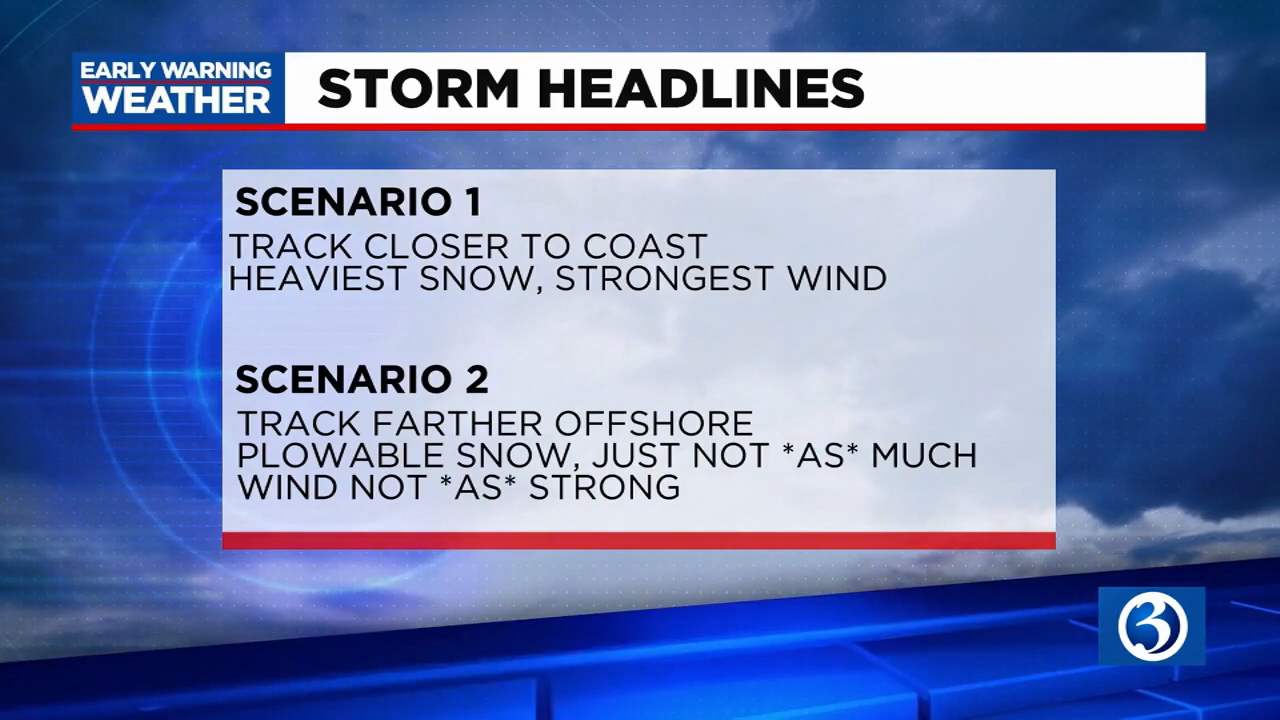 EARLY WARNING
WEATHER
STORM HEADLINES
SCENARIO 1
TRACK CLOSER TO COAST
HEAVIEST SNOW, STRONGEST WIND
SCENARIO 2
TRACK FARTHER OFFSHORE
PLOWABLE SNOW, JUST NOT *AS* MUCH
WIND NOT *AS* STRONG
3